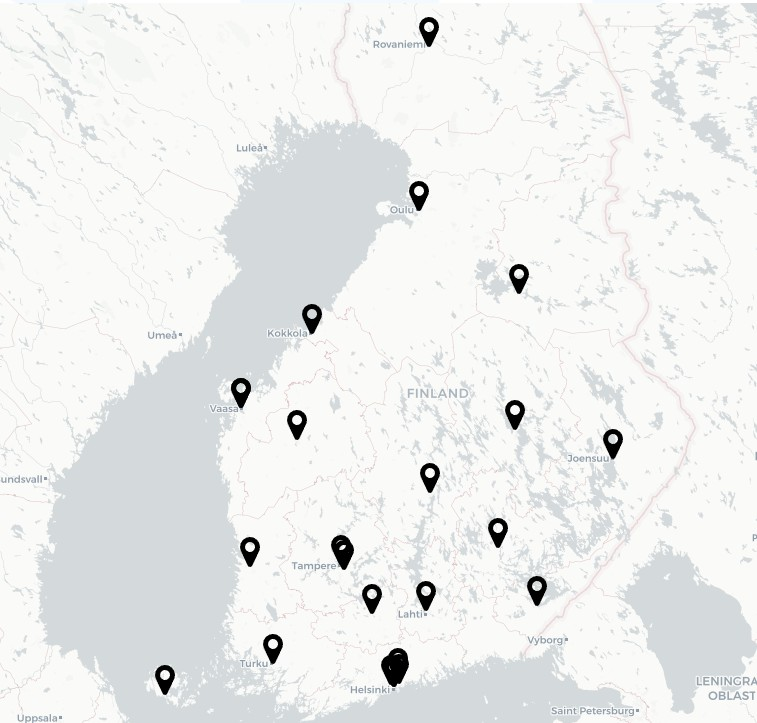 Rovaniemi
Luleå
Oulu
Umeå
Kokkola
FINLAND
Vaasa
Joensuu
undsvall
Tampere
Lahti
Vyborg
Turku
LENINGRA
OBLAST
Helsinki
Saint Petersburg
Uppsala